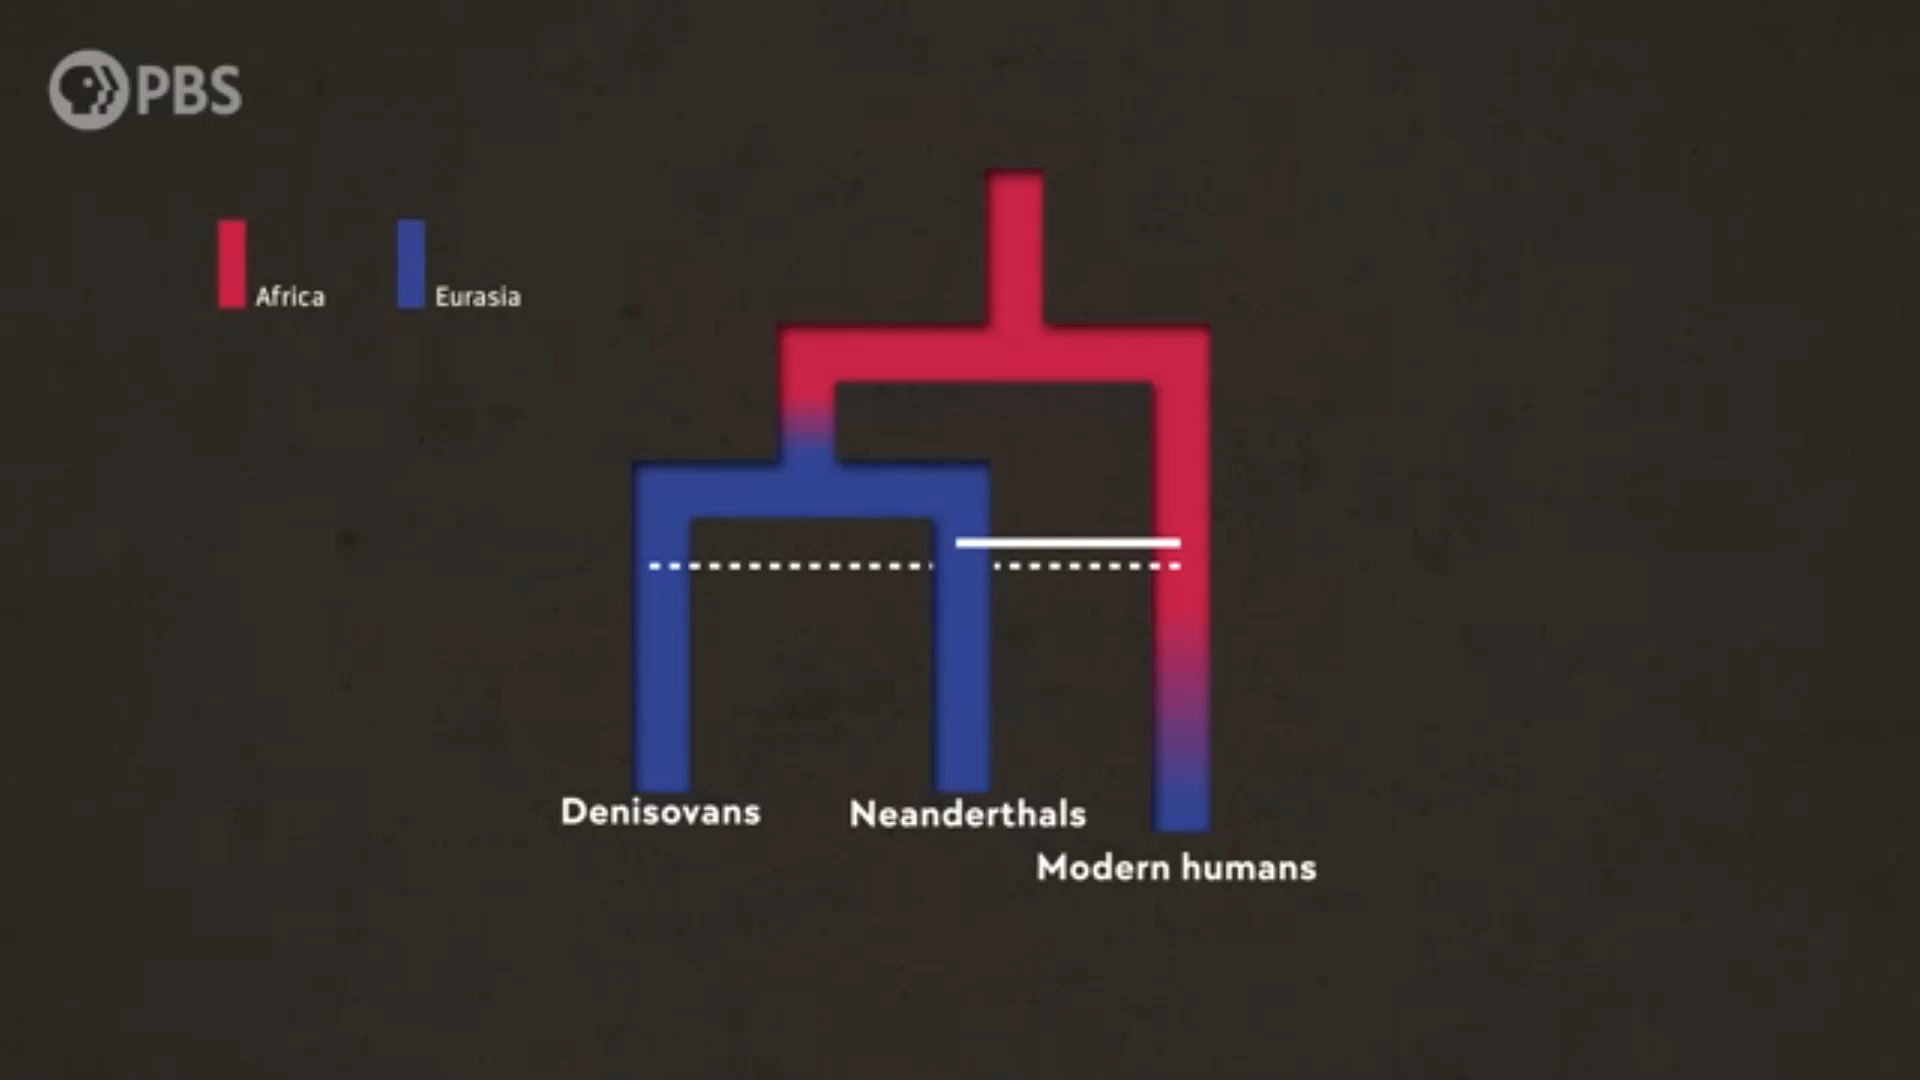 PBS
Africa
Eurasia
Denisovans
Neanderthals
Modern humans